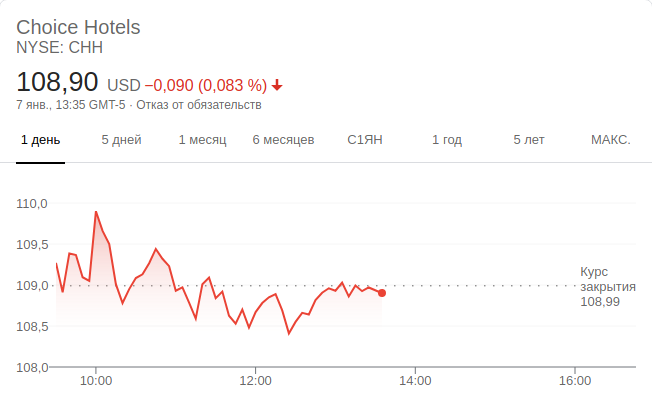 Choice Hotels
NYSE: CHH
108,90 USD −0,090 (0,083 %)
7 янв., 13:35 GMT-5 · Отказ от обязательств
1 день 5 дней 1 месяц 6 месяцев С1ЯН 1 год 5 лет МАКС.
110,0
109,5
109,0
108,5
108,0
Курс
закрытия
108,99
10:00 12:00 14:00 16:00